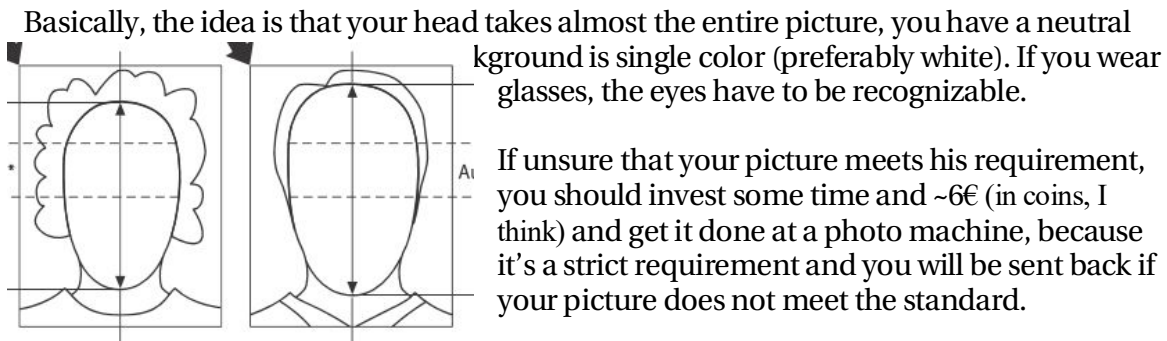 Basically, the idea is that your head takes almost the entire picture, you have a neutral
kground is single color (preferably white). If you wear
glasses, the eyes have to be recognizable.
If unsure that your picture meets his requirement,
you should invest some time and ~6€ (in coins, I
think) and get it done at a photo machine, because
it's a strict requirement and you will be sent back if
your picture does not meet the standard.